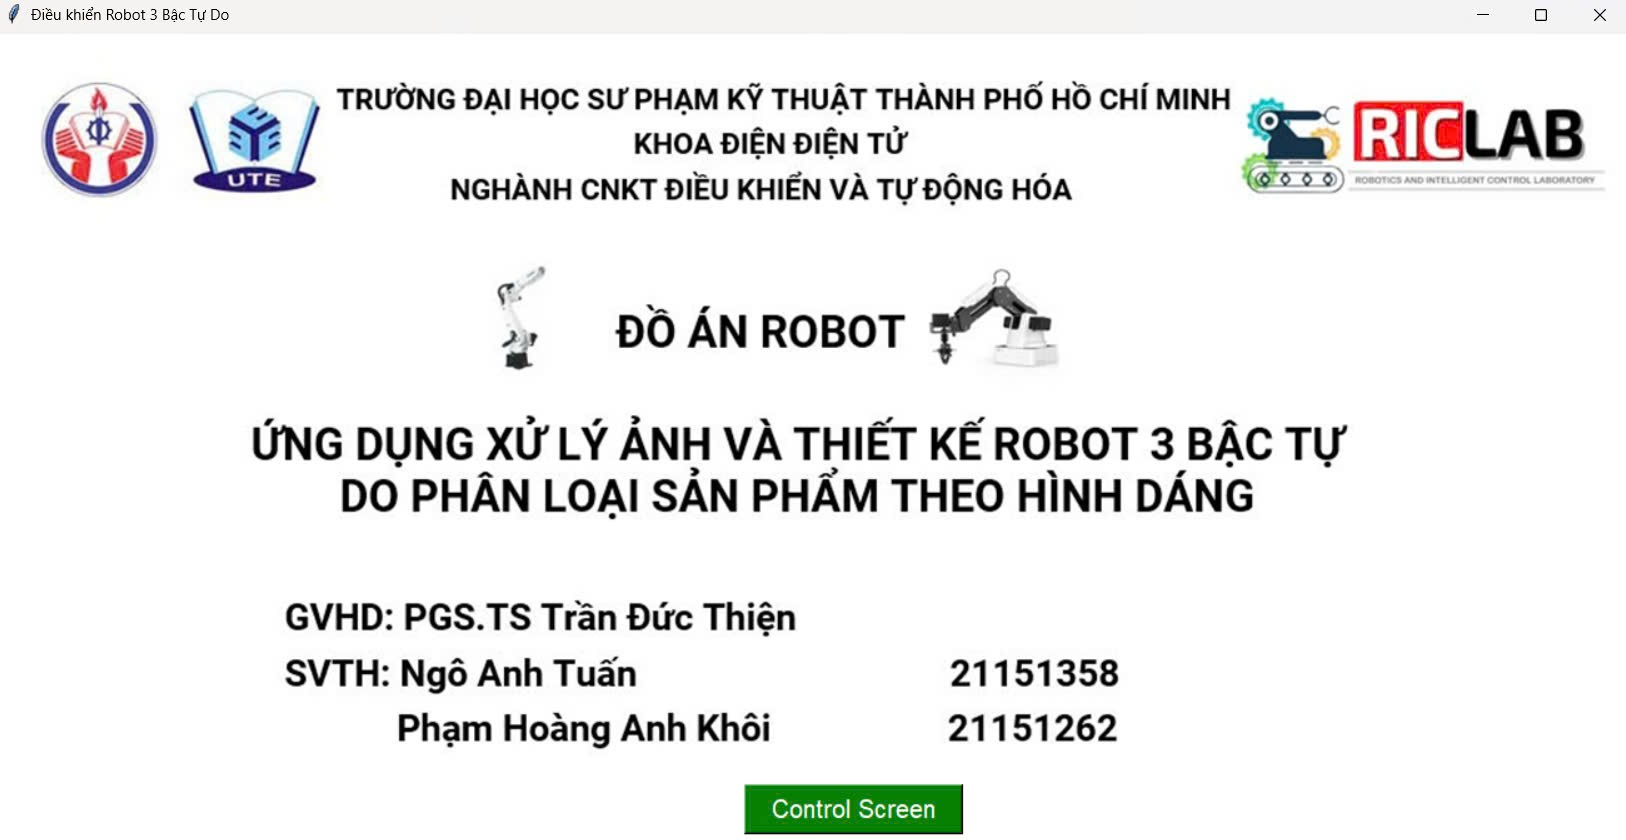 Điều khiển Robot 3 Bậc Tự Do
TRƯỜNG ĐẠI HỌC SƯ PHẠM KỸ THUẬT THÀNH PHỐ HỒ CHÍ MINH
KHOA ĐIỆN ĐIỆN TỬ
NGHÀNH CNKT ĐIỀU KHIỂN VÀ TỰ ĐỘNG HÓA
UTE
RICLAB
ROBOTICS AND INTELLIGENT CONTROL LABORATORY
ĐỒ ÁN ROBOT
ỨNG DỤNG XỬ LÝ ẢNH VÀ THIẾT KẾ ROBOT 3 BẬC TỰ
DO PHÂN LOẠI SẢN PHẨM THEO HÌNH DÁNG
GVHD: PGS.TS Trần Đức Thiện
SVTH: Ngô Anh Tuấn 21151358
Phạm Hoàng Anh Khôi 21151262
Control Screen